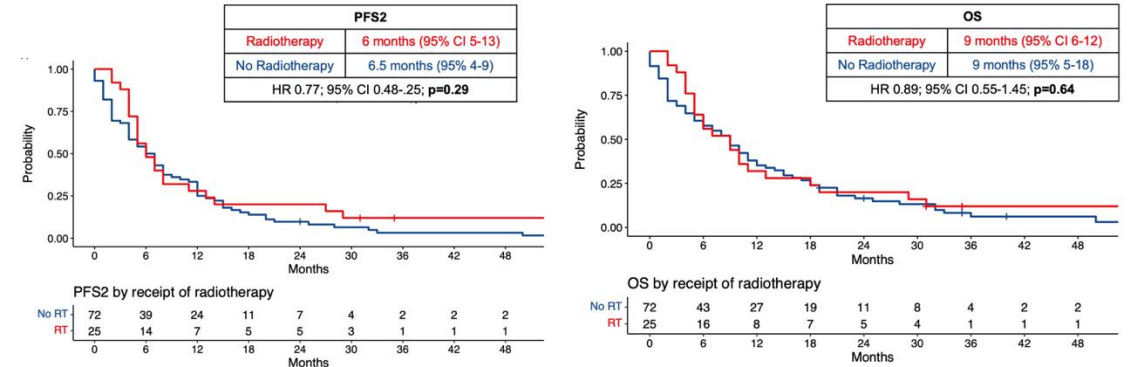 PFS2
Radiotherapy 6 months (95% CI 5-13)
No Radiotherapy 6.5 months (95% 4-9)
HR 0.77; 95% CI 0.48-.25; p=0.29
1.00
0.75
0.50
0.25
0.00
Probability
0 6 12 18 24 30 36 42 48
Months
PFS2 by receipt of radiotherapy
No RT 72 39 24 11 7 4 2 2 2
RT 25 14 7 5 5 3 1 1 1
0 6 12 18 24 30 36 42 48
Months
OS
Radiotherapy 9 months (95% CI 6-12)
No Radiotherapy 9 months (95% 5-18)
HR 0.89; 95% CI 0.55-1.45; p=0.64
1.00
0.75
0.50
0.25
0.00
Probability
0 6 12 18 24 30 36 42 48
Months
OS by receipt of radiotherapy
No RT 72 43 27 19 11 8 4 2 2
RT 25 16 8 7 5 4 1 1 1
0 6 12 18 24 30 36 42 48
Months